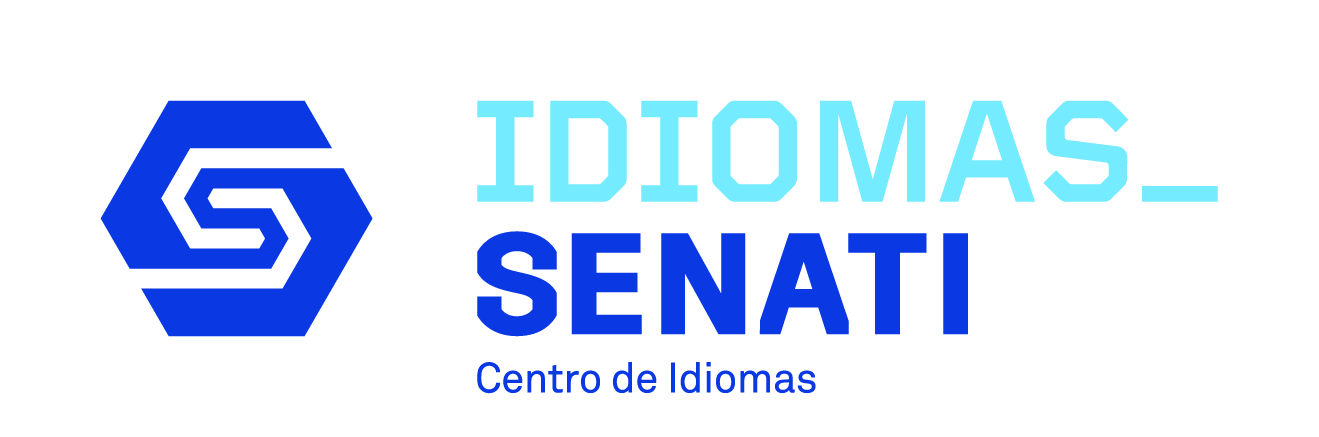 IDIOMAS_
SENATI
Centro de Idiomas